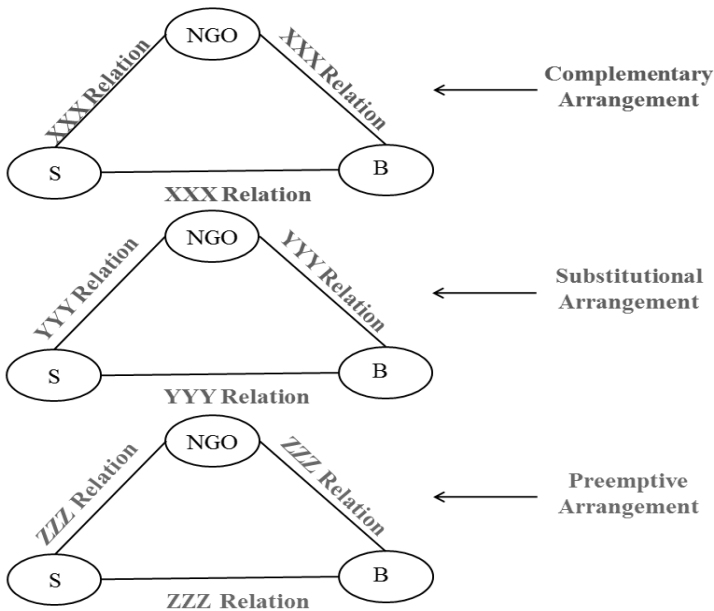 NGO
XXX Relation
XXX Relation
Complementary
Arrangement
S
B
XXX Relation
NGO
YYY Relation
YYY Relation
Substitutional
Arrangement
S
B
YYY Relation
NGO
ZZZ Relation
ZZZ Relation
Preemptive
Arrangement
S
B
ZZZ Relation